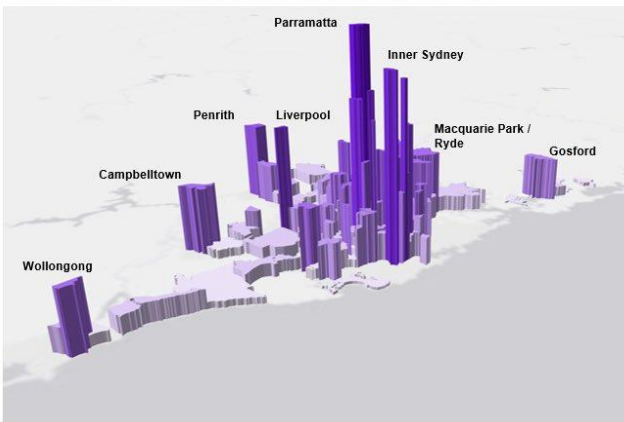 Parramatta
Inner Sydney
Penrith
Liverpool
Macquarie Park /
Ryde
Gosford
Campbelltown
Wollongong